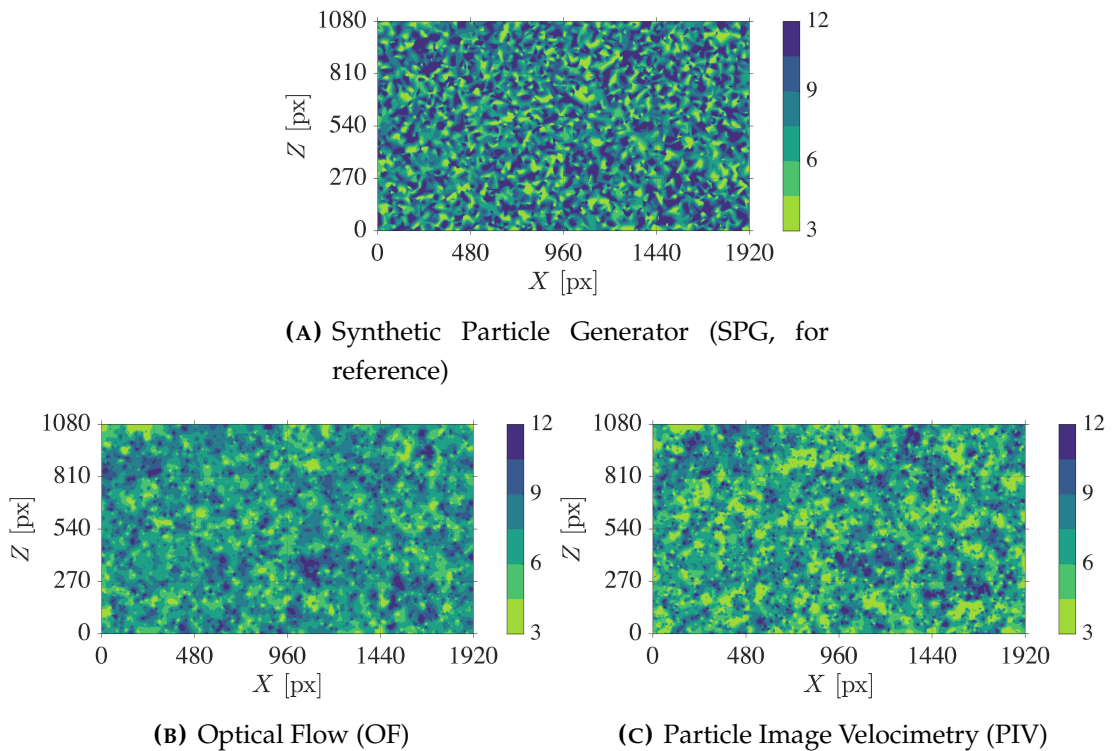 1080
810
540
270
0
Z [px]
0 480 960 1440 1920
X [px]
12
9
6
3
(A) Synthetic Particle Generator (SPG, for
reference)
1080
810
540
270
0
Z [px]
0 480 960 1440 1920
X [px]
12
9
6
3
(B) Optical Flow (OF)
1080
810
540
270
0
Z [px]
0 480 960 1440 1920
X [px]
12
9
6
3
(C) Particle Image Velocimetry (PIV)